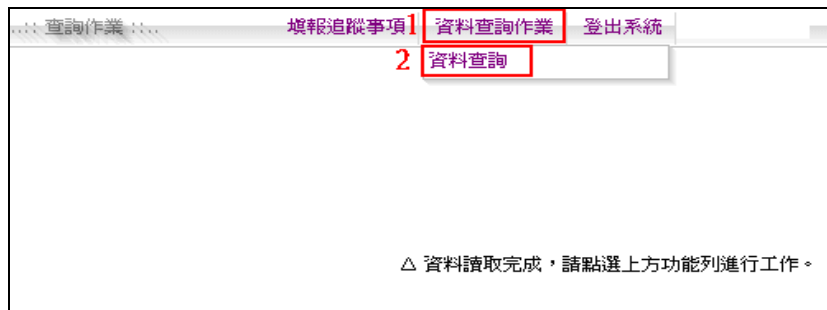 ..:: 查詢作業 ::.. 填報追蹤事項 1 資料查詢作業 登出系統
2 資料查詢
△ 資料讀取完成,請點選上方功能列進行工作。